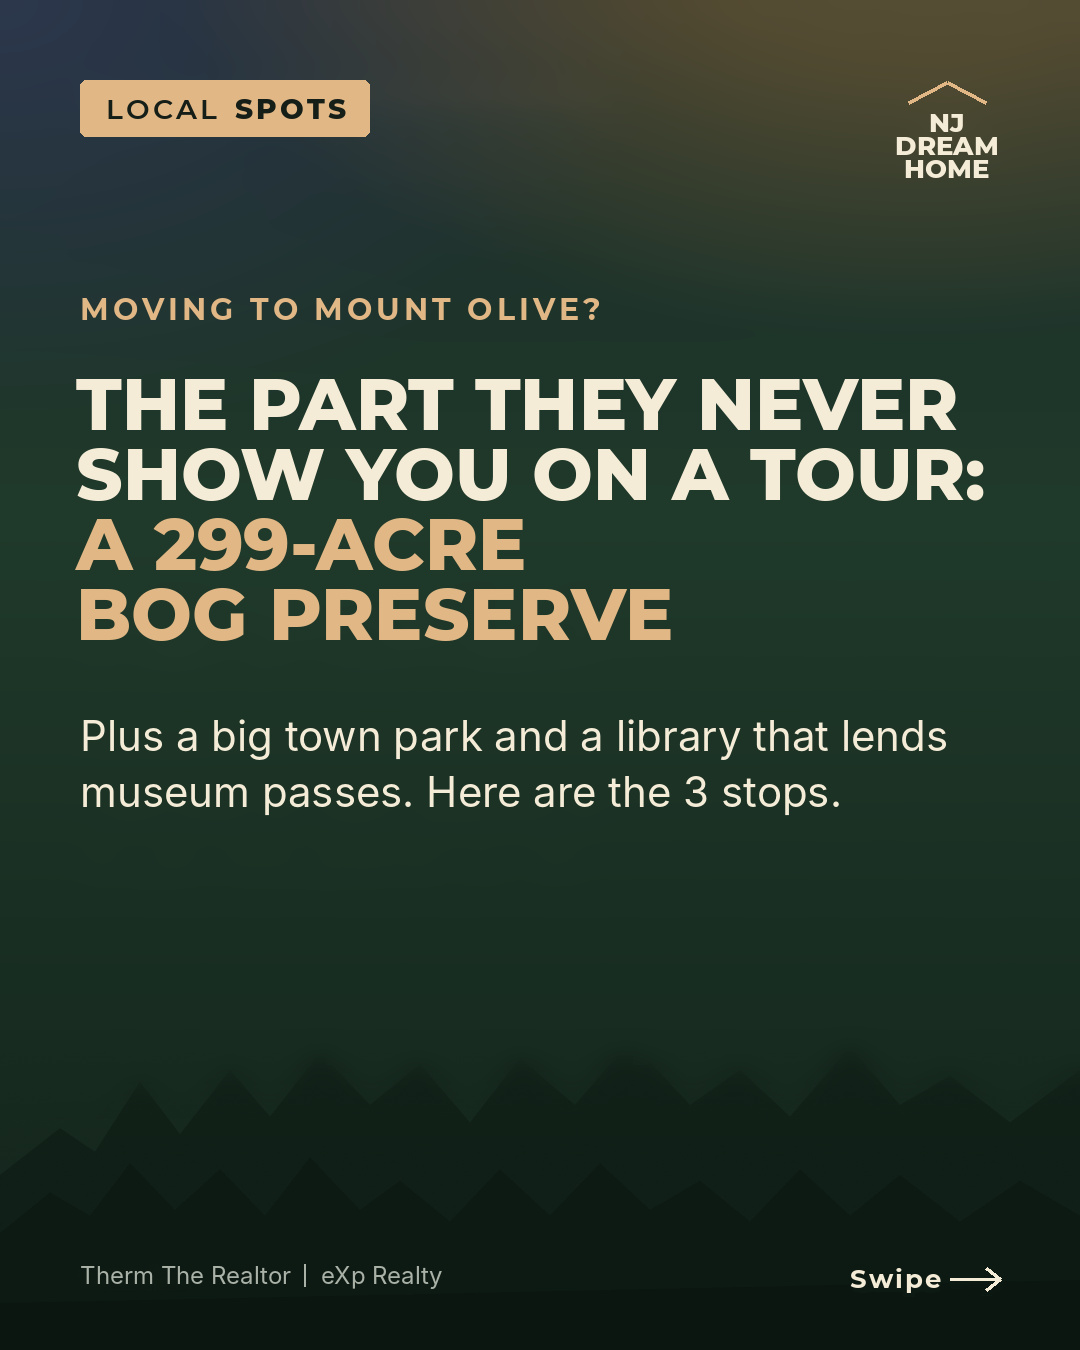 LOCAL SPOTS
NJ
DREAM
HOME
MOVING TO MOUNT OLIVE?
THE PART THEY NEVER
SHOW YOU ON A TOUR:
A 299-ACRE
BOG PRESERVE
Plus a big town park and a library that lends
museum passes. Here are the 3 stops.
Therm The Realtor | eXp Realty
Swipe